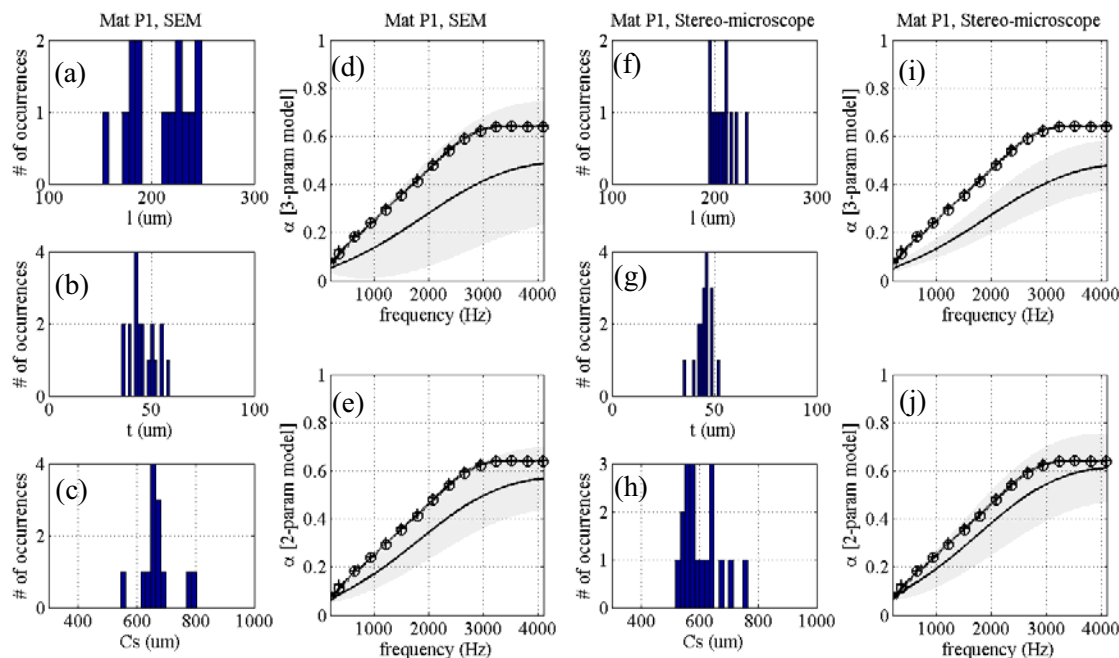 Mat P1, SEM
2
1
0
# of occurrences
(a)
100
200
300
l (um)
4
2
0
# of occurrences
(b)
0
50
100
t (um)
4
2
0
# of occurrences
(c)
400
600
800
1000
Cs (um)
Mat P1, SEM
1
0.8
0.6
0.4
0.2
0
α [3-param model]
(d)
1000
2000
3000
4000
frequency (Hz)
1
0.8
0.6
0.4
0.2
0
α [2-param model]
(e)
1000
2000
3000
4000
frequency (Hz)
Mat P1, Stereo-microscope
2
1
0
# of occurrences
(f)
100
200
300
l (um)
4
2
0
# of occurrences
(g)
0
50
100
t (um)
3
2
1
0
# of occurrences
(h)
400
600
800
1000
Cs (um)
Mat P1, Stereo-microscope
1
0.8
0.6
0.4
0.2
0
α [3-param model]
(i)
1000
2000
3000
4000
frequency (Hz)
1
0.8
0.6
0.4
0.2
0
α [2-param model]
(j)
1000
2000
3000
4000
frequency (Hz)